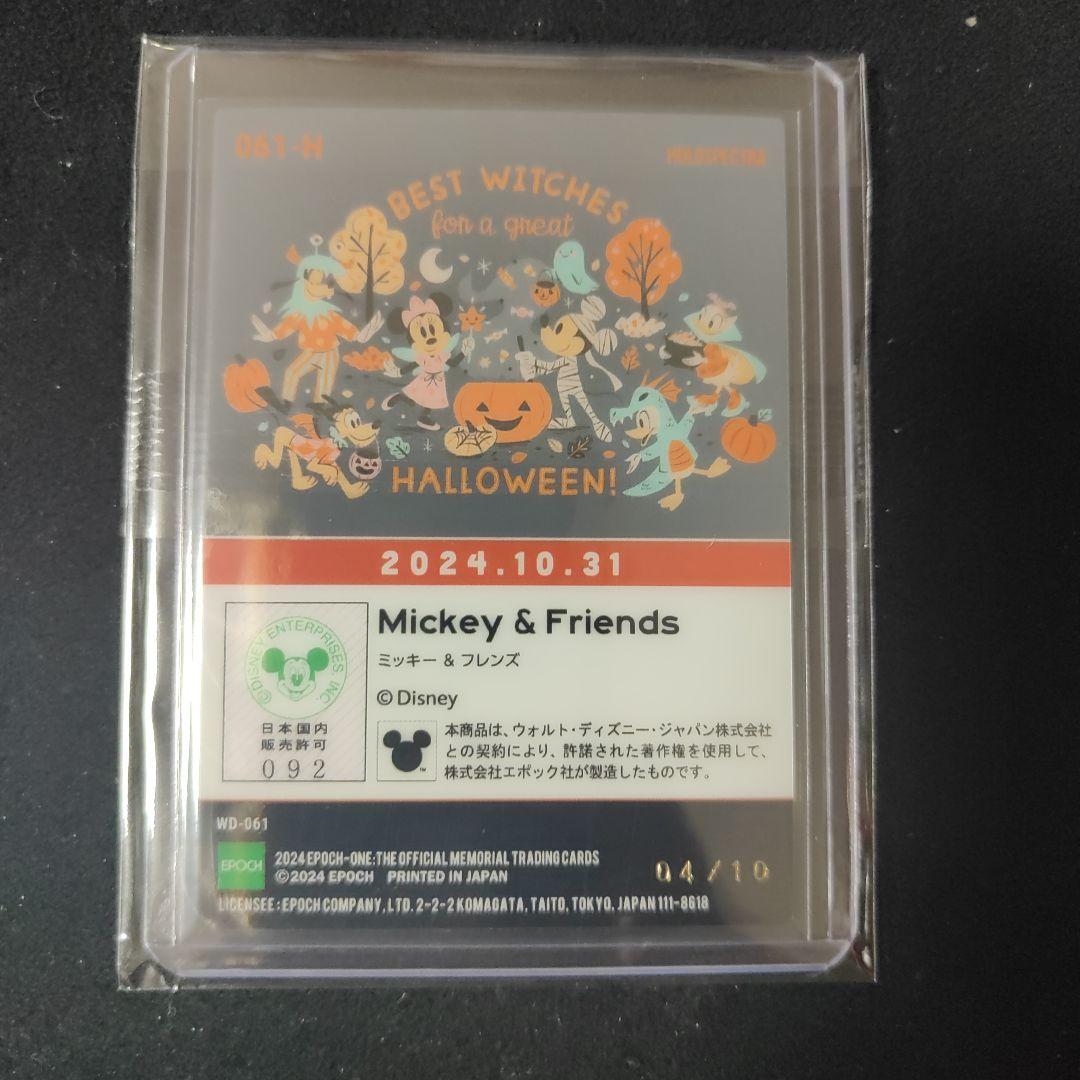 061-H
HOLOSPECTRA
BEST WITCHES
for a great
HALLOWEEN!
2024.10.31
Mickey & Friends
ミッキー & フレンズ
© Disney
© DISNEY ENTERPRISES INC.
日本国内
販売許可
092
本商品は、ウォルト・ディズニー・ジャパン株式会社
との契約により、許諾された著作権を使用して、
株式会社エポック社が製造したものです。
TM
WD-061
EPOCH
2024 EPOCH-ONE:THE OFFICIAL MEMORIAL TRADING CARDS
©2024 EPOCH PRINTED IN JAPAN
04/10
LICENSEE : EPOCH COMPANY, LTD. 2-2-2 KOMAGATA, TAITO, TOKYO, JAPAN 111-8618